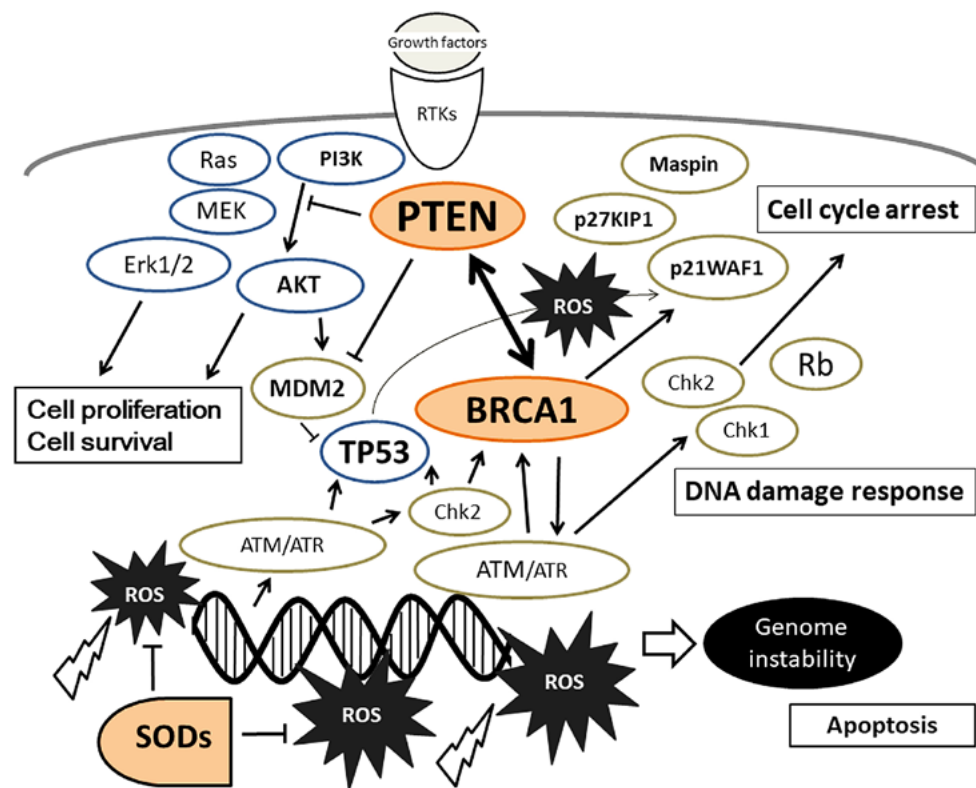 Growth factors
RTKs
Ras
PI3K
Maspin
MEK
PTEN
p27KIP1
Cell cycle arrest
Erk1/2
AKT
ROS
p21WAF1
MDM2
Chk2
Rb
Cell proliferation
Cell survival
BRCA1
Chk1
TP53
DNA damage response
Chk2
ATM/ATR
ATM/ATR
ROS
Genome
instability
ROS
ROS
SODs
Apoptosis